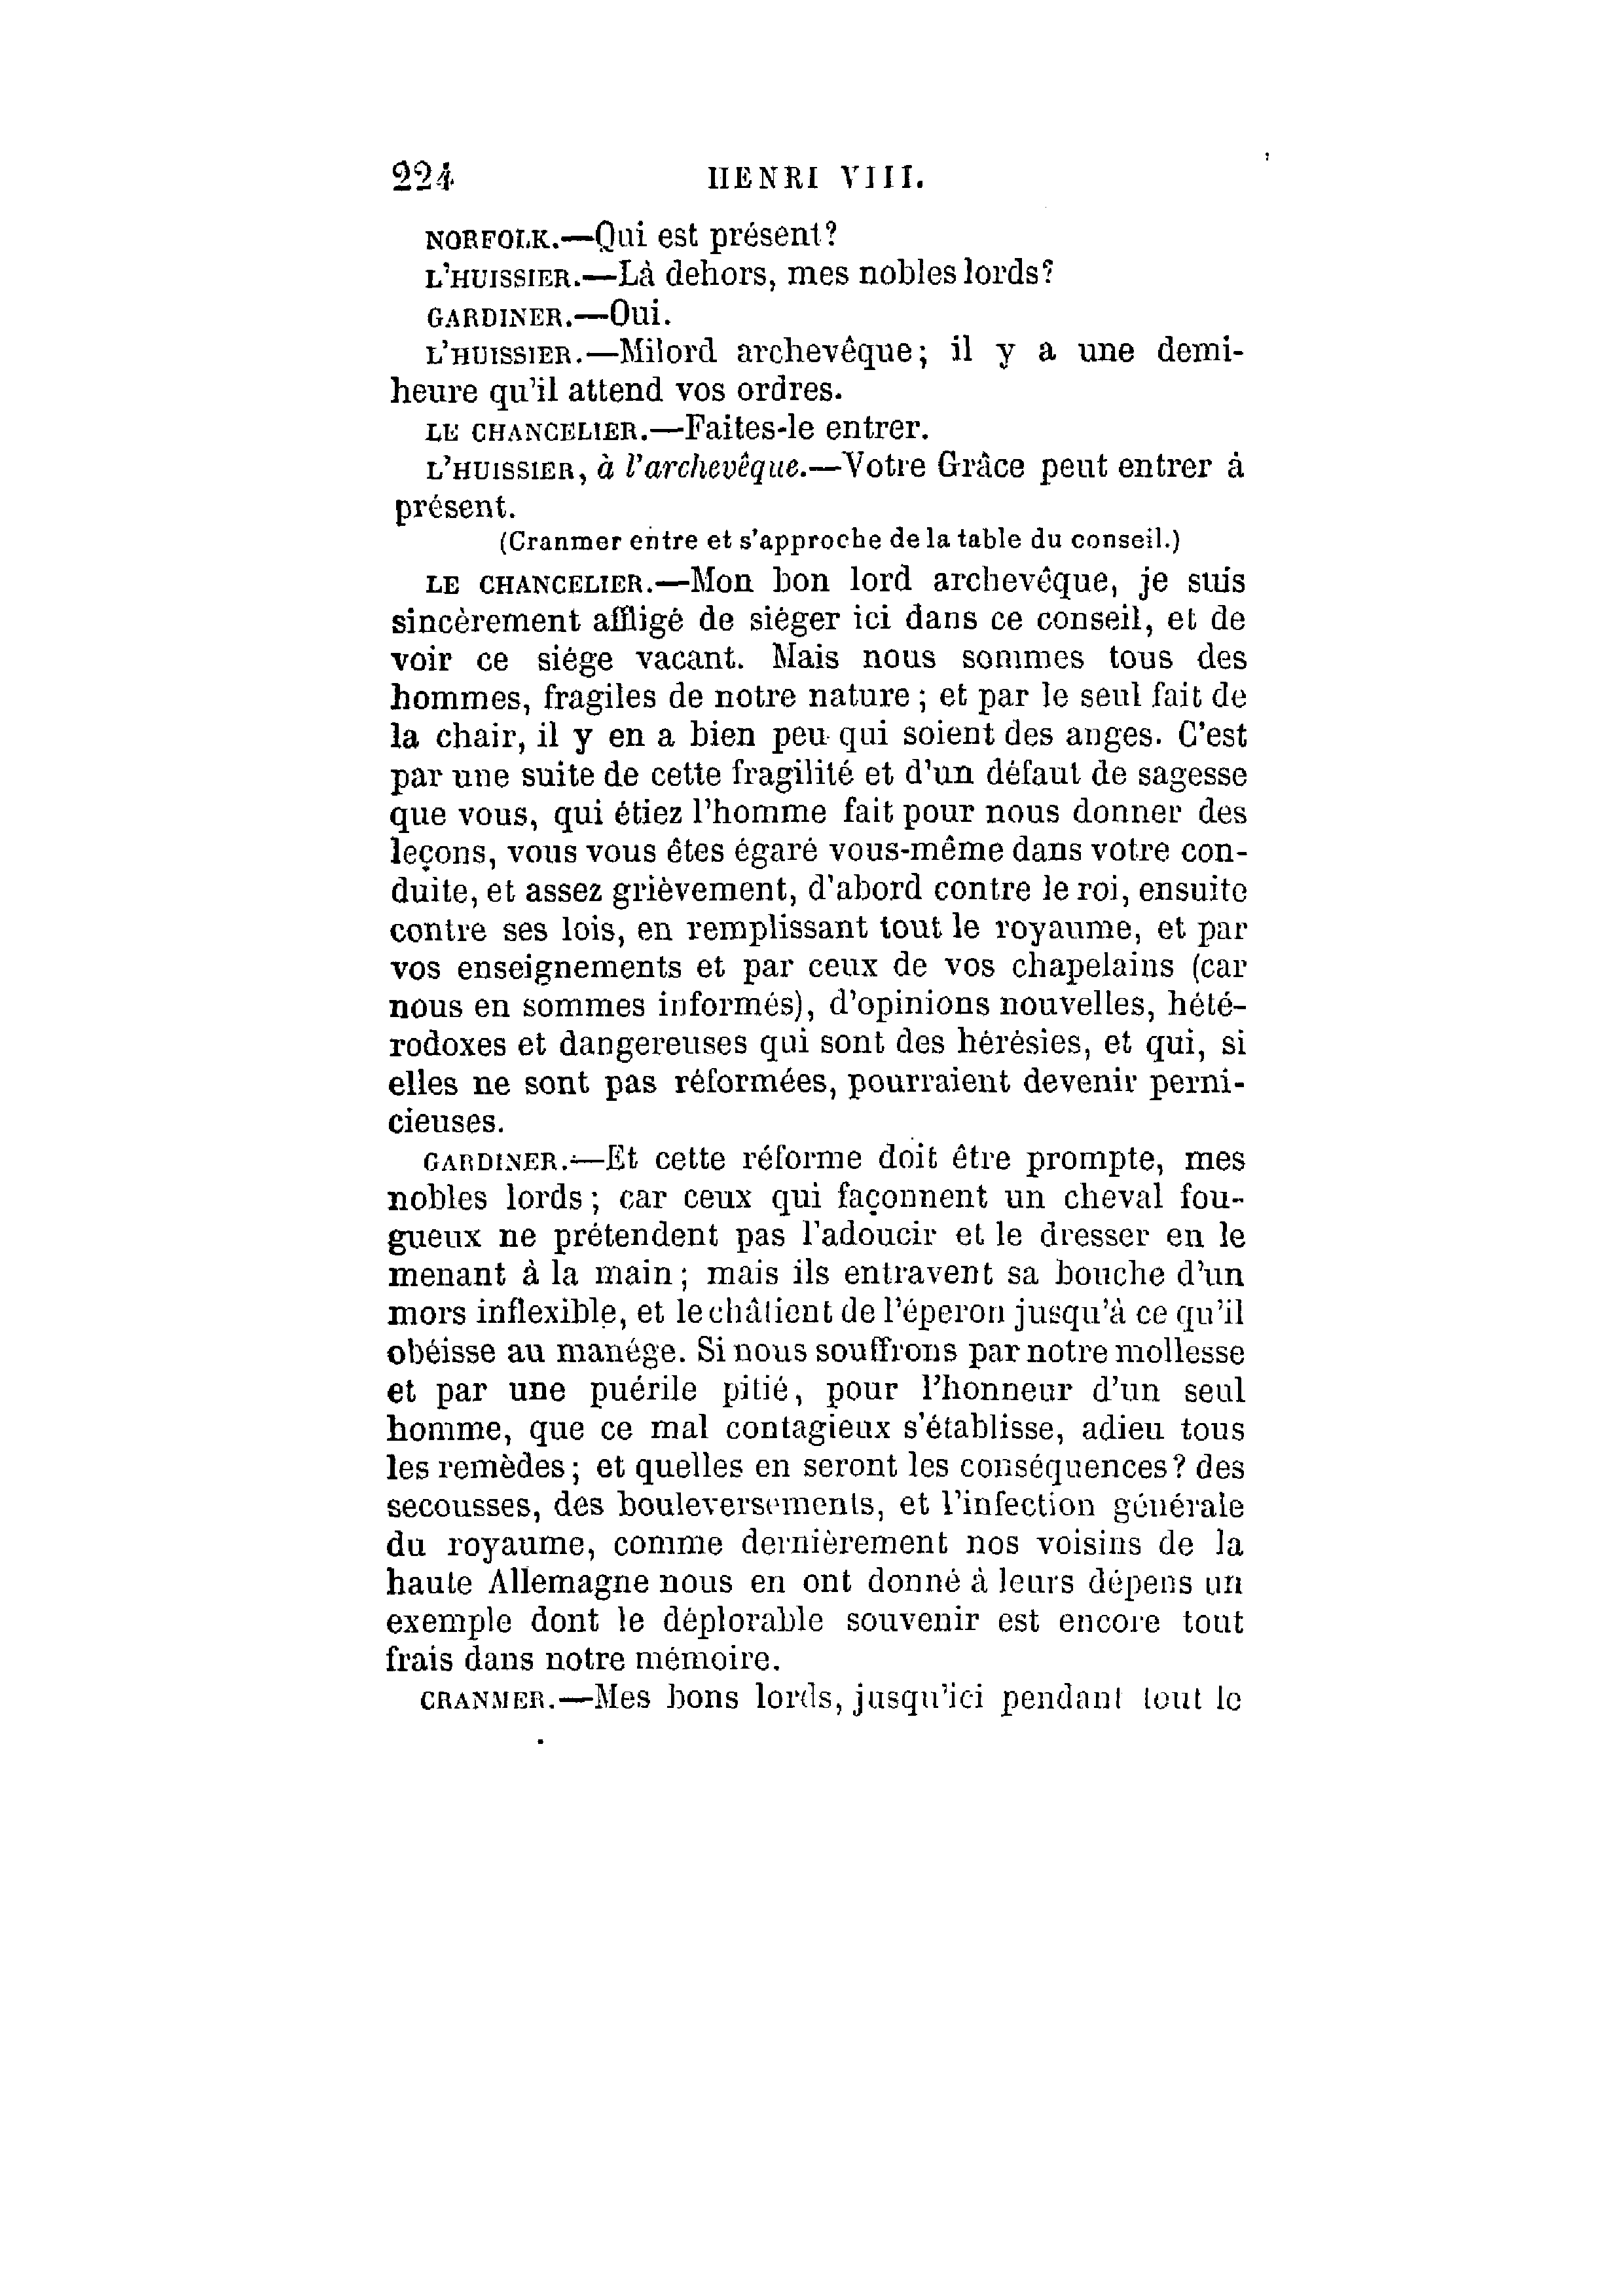 224 HENRI VIII.
NORFOLK.—Qui est présent?
L'HUISSIER.—Là dehors, mes nobles lords?
GARDINER.—Oui.
L'HUISSIER.—Milord archevêque; il y a une demi-
heure qu'il attend vos ordres.
LE CHANCELIER.—Faites-le entrer.
L'HUISSIER, à l'archevêque.—Votre Grâce peut entrer à
présent.
(Cranmer entre et s'approche de la table du conseil.)
LE CHANCELIER.—Mon bon lord archevêque, je suis
sincèrement affligé de siéger ici dans ce conseil, et de
voir ce siége vacant. Mais nous sommes tous des
hommes, fragiles de notre nature; et par le seul fait de
la chair, il y en a bien peu qui soient des anges. C'est
par une suite de cette fragilité et d'un défaut de sagesse
que vous, qui étiez l'homme fait pour nous donner des
leçons, vous vous êtes égaré vous-même dans votre con-
duite, et assez grièvement, d'abord contre le roi, ensuite
contre ses lois, en remplissant tout le royaume, et par
vos enseignements et par ceux de vos chapelains (car
nous en sommes informés), d'opinions nouvelles, hété-
rodoxes et dangereuses qui sont des hérésies, et qui, si
elles ne sont pas réformées, pourraient devenir perni-
cieuses.
GARDINER.—Et cette réforme doit être prompte, mes
nobles lords; car ceux qui façonnent un cheval fou-
gueux ne prétendent pas l'adoucir et le dresser en le
menant à la main; mais ils entravent sa bouche d'un
mors inflexible, et le châtient de l'éperon jusqu'à ce qu'il
obéisse au manége. Si nous souffrons par notre mollesse
et par une puérile pitié, pour l'honneur d'un seul
homme, que ce mal contagieux s'établisse, adieu tous
les remèdes; et quelles en seront les conséquences? des
secousses, des bouleversements, et l'infection générale
du royaume, comme dernièrement nos voisins de la
haute Allemagne nous en ont donné à leurs dépens un
exemple dont le déplorable souvenir est encore tout
frais dans notre mémoire.
CRANMER.—Mes bons lords, jusqu'ici pendant tout le